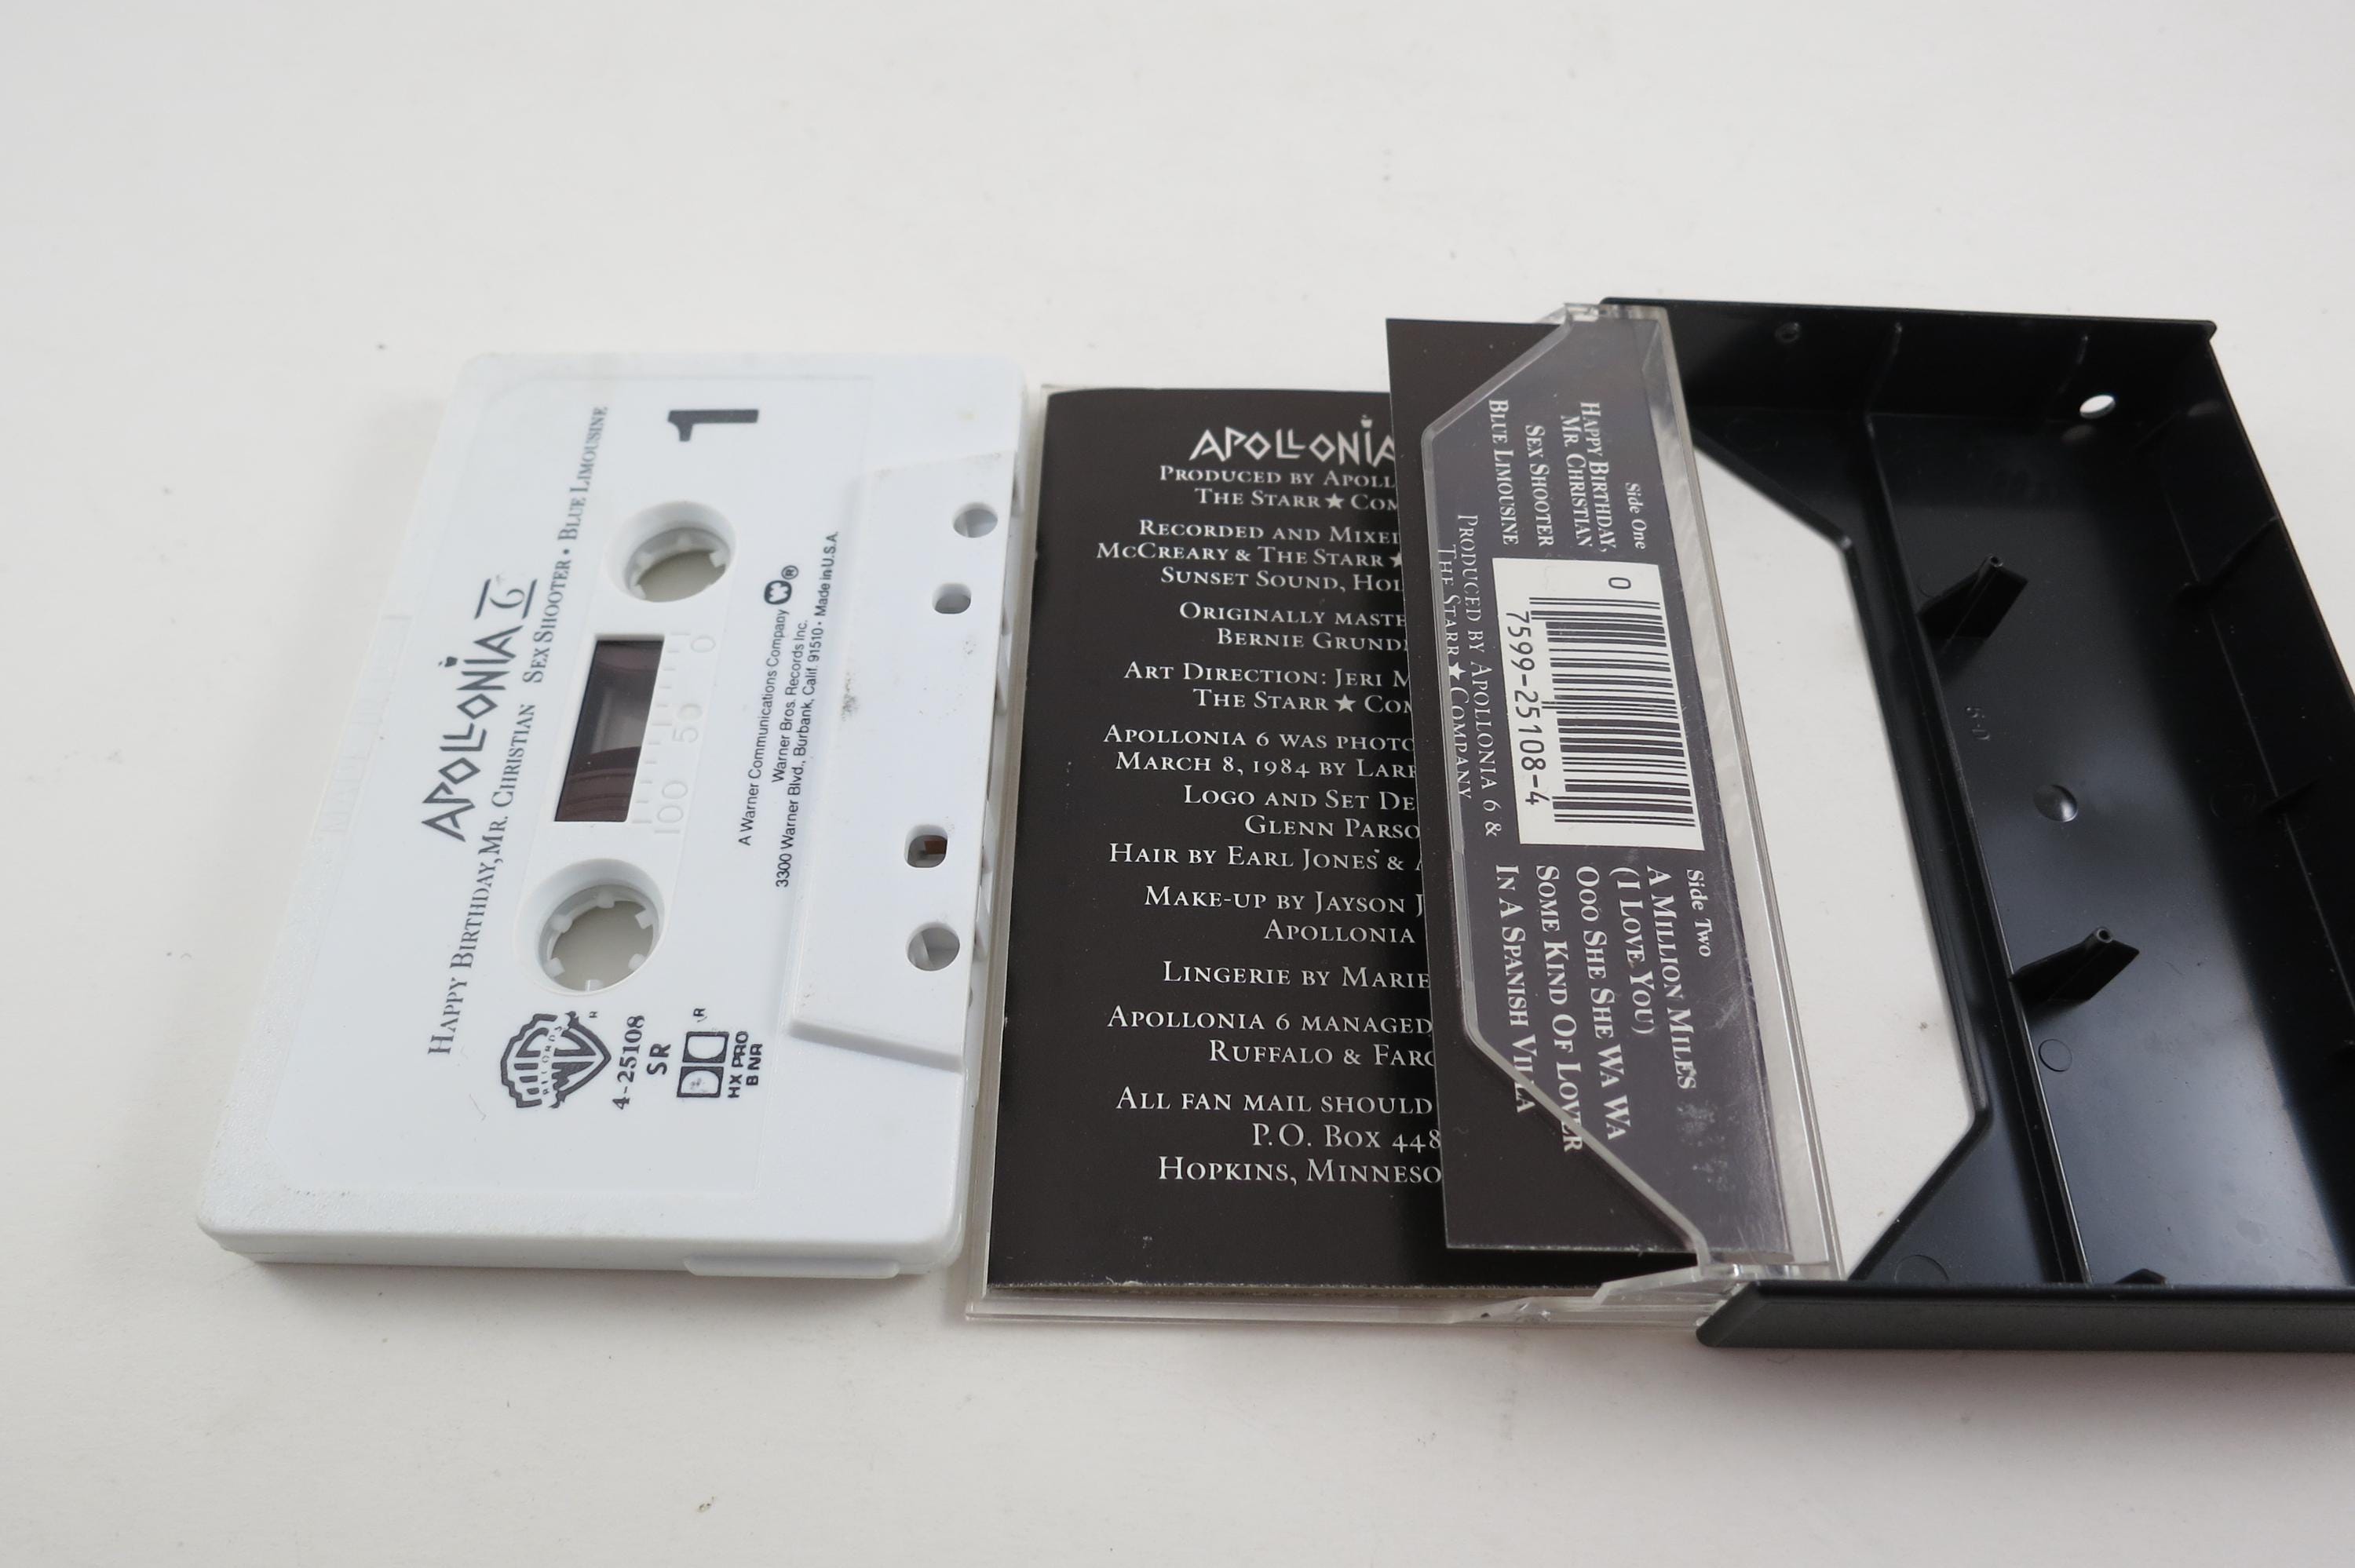 APOLLONIA 6
HAPPY BIRTHDAY, MR. CHRISTIAN SEX SHOOTER • BLUE LIMOUSINE
1
100 50 0
A Warner Communications Company
Warner Bros. Records Inc.
3300 Warner Blvd., Burbank, Calif. 91510 • Made in U.S.A.
RECORDS
4-25108
SR
HX PRO
B NR
APOLLONIA
PRODUCED BY APOLL
THE STARR ★ COM
RECORDED AND MIXED
MCCREARY & THE STARR ★
SUNSET SOUND, HOL
ORIGINALLY MASTE
BERNIE GRUND
ART DIRECTION: JERI M
THE STARR ★ COM
APOLLONIA 6 WAS PHOTO
MARCH 8, 1984 BY LARR
LOGO AND SET DE
GLENN PARSO
HAIR BY EARL JONES & A
MAKE-UP BY JAYSON J
APOLLONIA
LINGERIE BY MARIE
APOLLONIA 6 MANAGED
RUFFALO & FARG
ALL FAN MAIL SHOULD
P.O. BOX 448
HOPKINS, MINNESO
Side One
HAPPY BIRTHDAY,
MR. CHRISTIAN
SEX SHOOTER
BLUE LIMOUSINE
PRODUCED BY APOLLONIA 6 &
THE STARR ★ COMPANY
0
7599-25108-4
Side Two
A MILLION MILES
(I LOVE YOU)
OOO SHE SHE WA WA
SOME KIND OF LOVER
IN A SPANISH VILLA